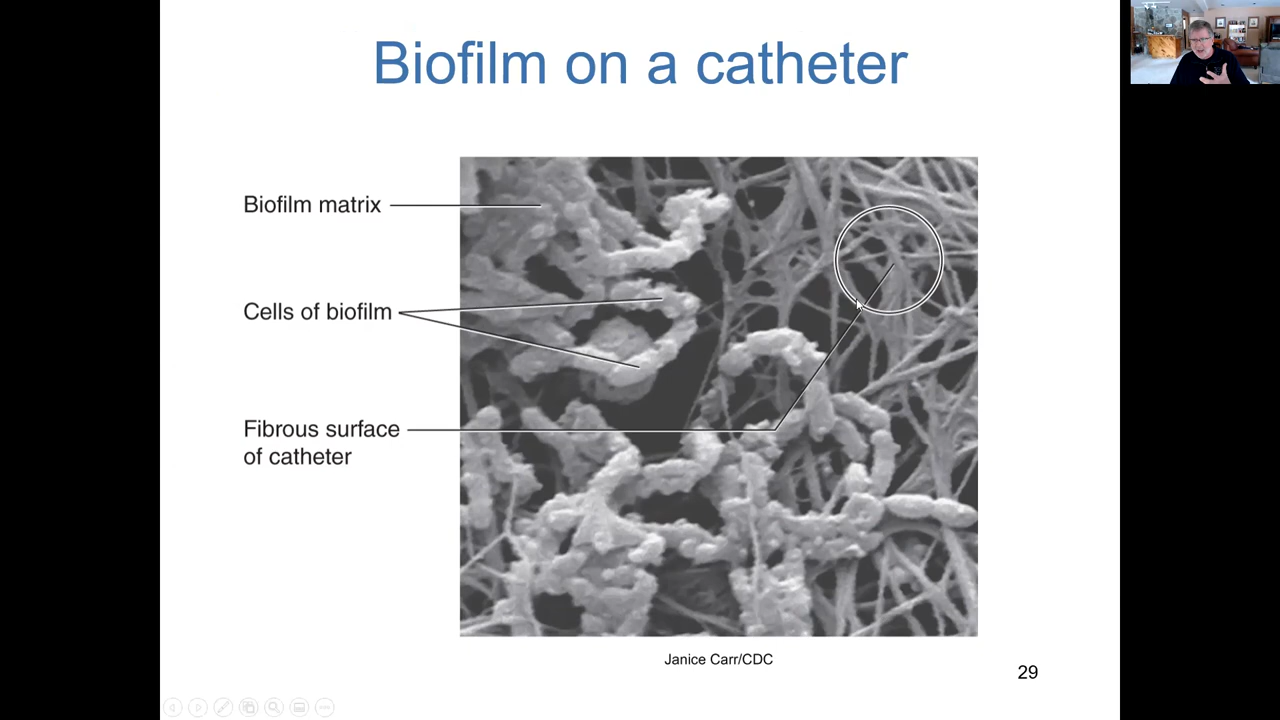 Biofilm on a catheter
Biofilm matrix
Cells of biofilm
Fibrous surface
of catheter
Janice Carr/CDC
29